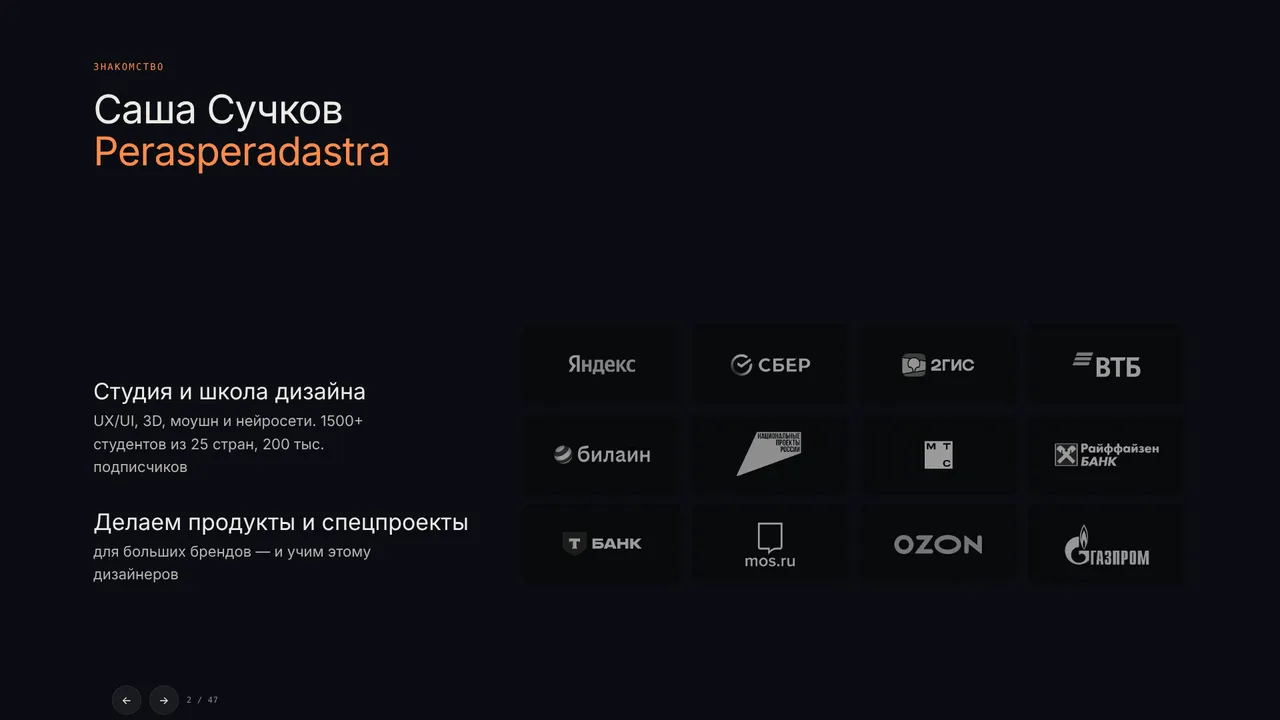 ЗНАКОМСТВО
Саша Сучков
Perasperadastra
Студия и школа дизайна
UX/UI, 3D, моушн и нейросети. 1500+
студентов из 25 стран, 200 тыс.
подписчиков
Делаем продукты и спецпроекты
для больших брендов — и учим этому
дизайнеров
Яндекс
СБЕР
2ГИС
ВТБ
билайн
НАЦИОНАЛЬНЫЕ
ПРОЕКТЫ
РОССИИ
М Т
С
Райффайзен
БАНК
Т БАНК
mos.ru
OZON
ГАЗПРОМ
← → 2 / 47